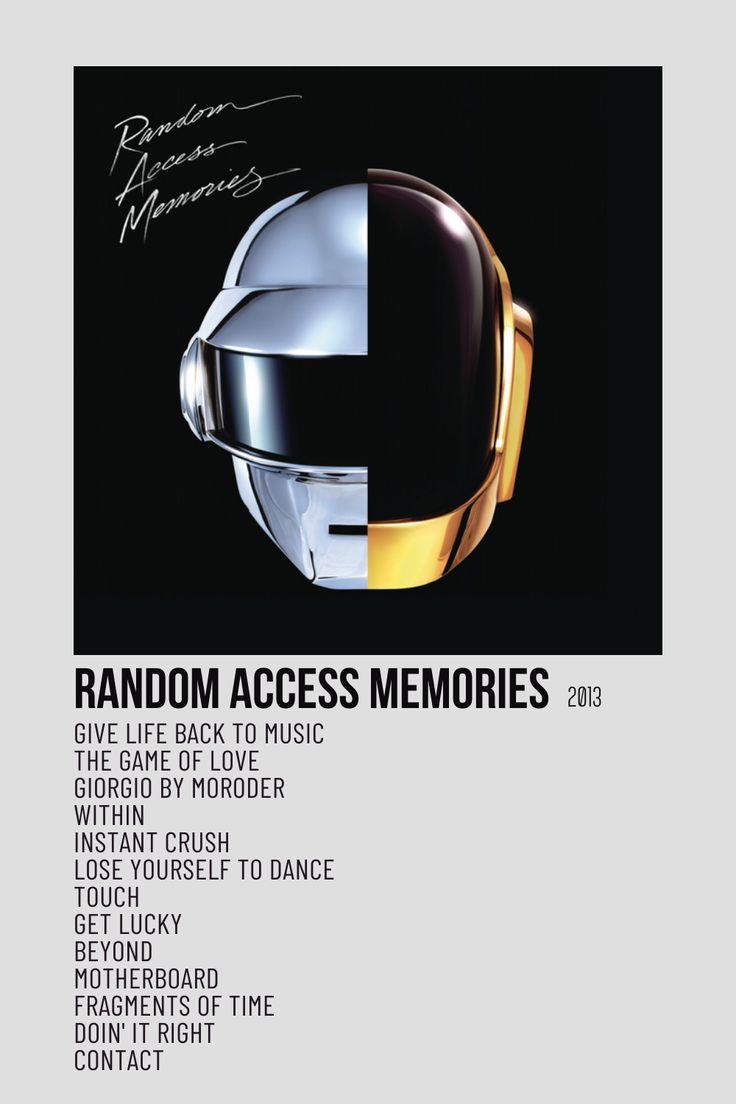 Random
Access
Memories
RANDOM ACCESS MEMORIES 2013
GIVE LIFE BACK TO MUSIC
THE GAME OF LOVE
GIORGIO BY MORODER
WITHIN
INSTANT CRUSH
LOSE YOURSELF TO DANCE
TOUCH
GET LUCKY
BEYOND
MOTHERBOARD
FRAGMENTS OF TIME
DOIN' IT RIGHT
CONTACT